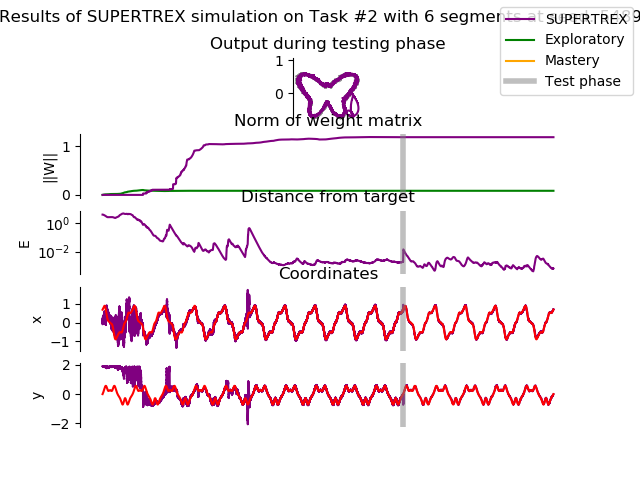 Results of SUPERTREX simulation on Task #2 with 6 segments
SUPERTREX
Exploratory
Mastery
Test phase
Output during testing phase
1
0
Norm of weight matrix
||W||
1
0
Distance from target
E
10⁰
10⁻²
Coordinates
x
1
0
−1
y
2
0
−2